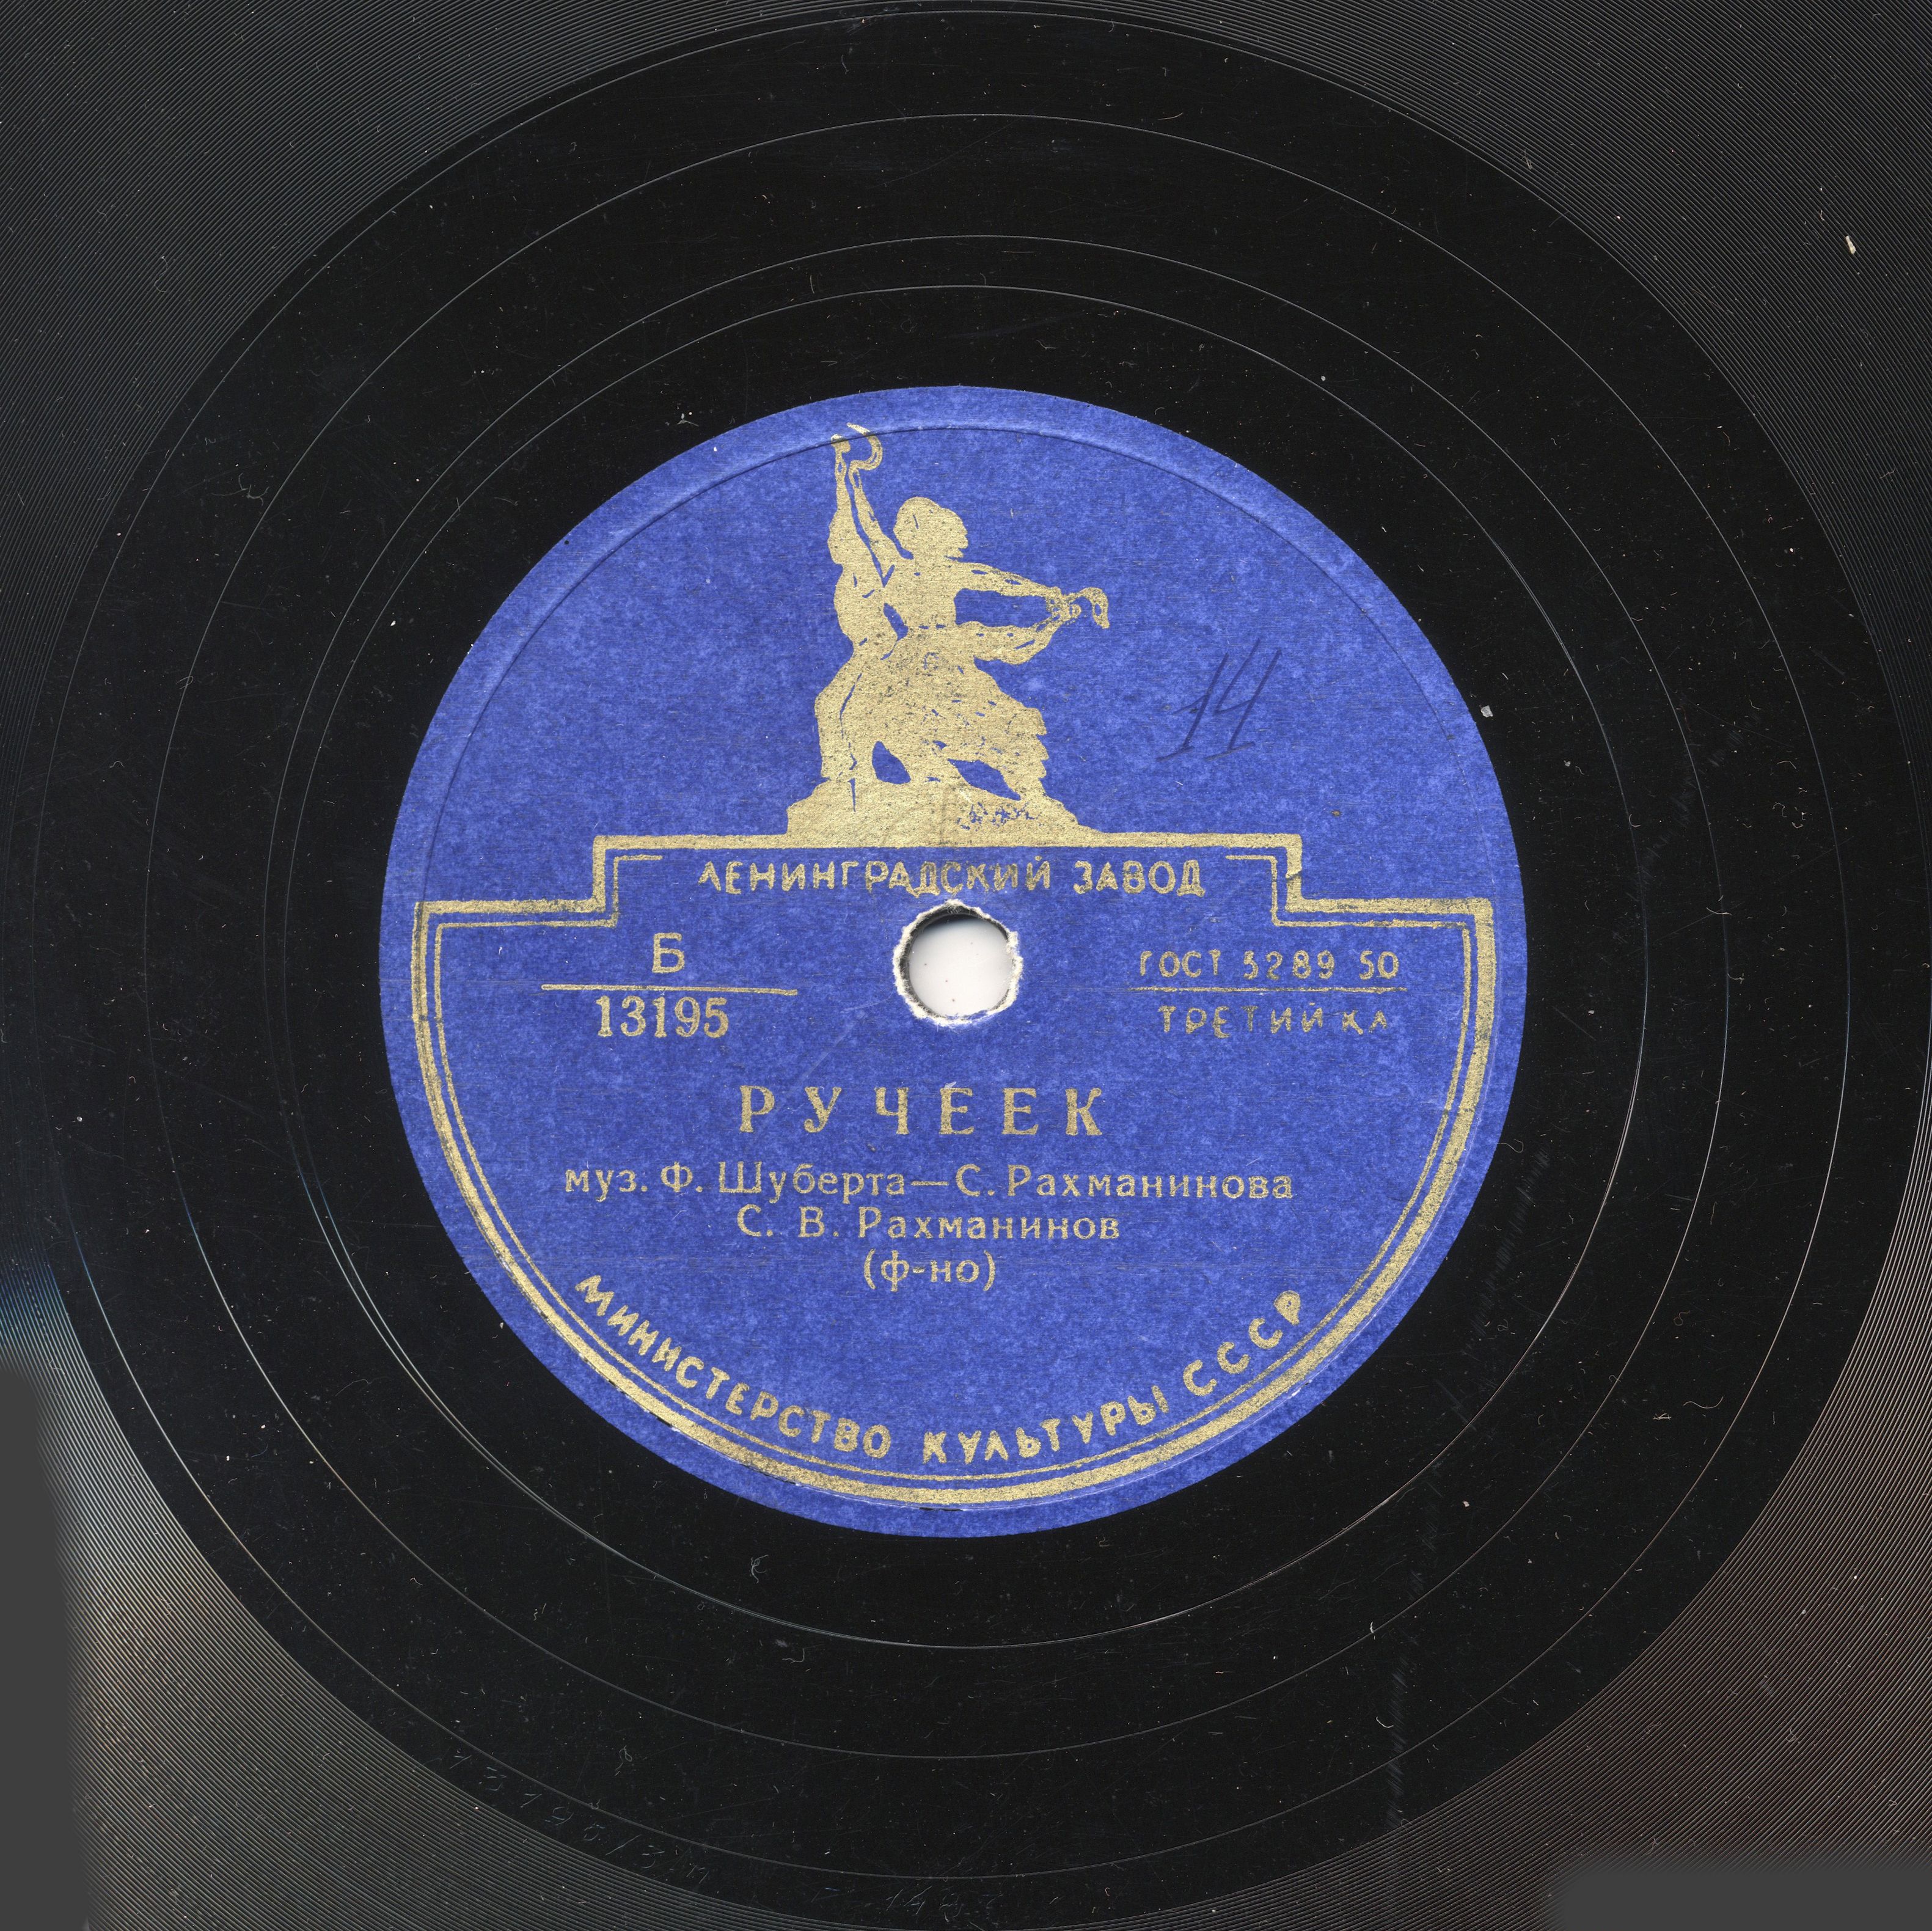 14
ЛЕНИНГРАДСКИЙ ЗАВОД
Б
13195
ГОСТ 5289 50
ТРЕТИЙ КЛ
РУЧЕЕК
муз. Ф. Шуберта—С. Рахманинова
С. В. Рахманинов
(ф-но)
МИНИСТЕРСТВО КУЛЬТУРЫ СССР